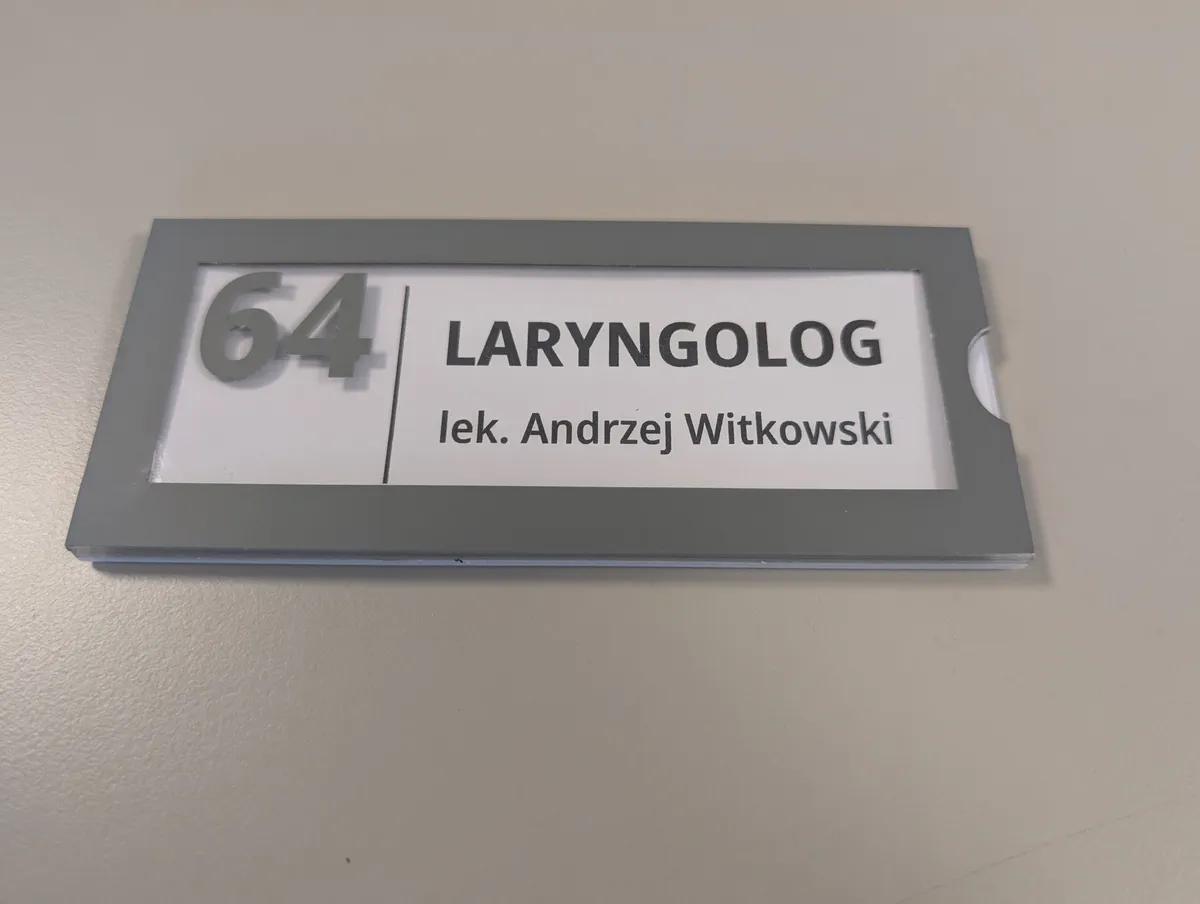 64
LARYNGOLOG
lek. Andrzej Witkowski